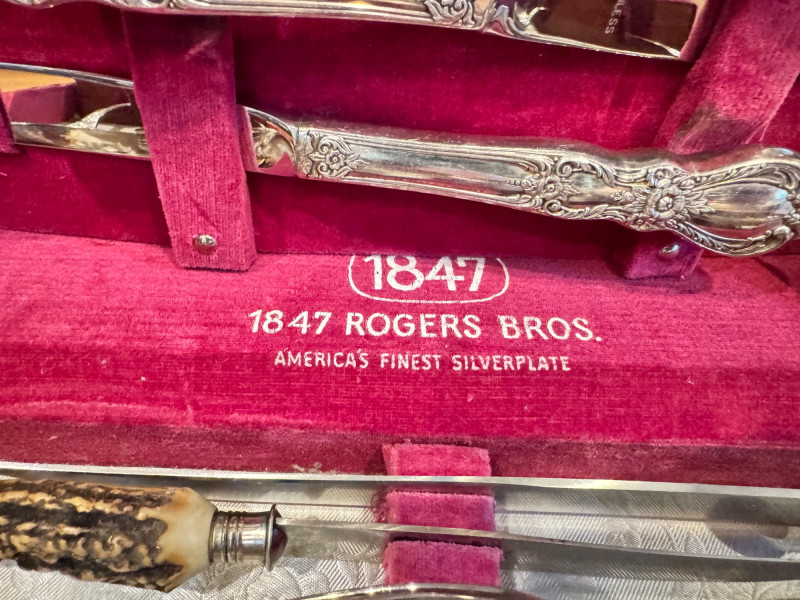 1847
1847 ROGERS BROS.
AMERICA'S FINEST SILVERPLATE